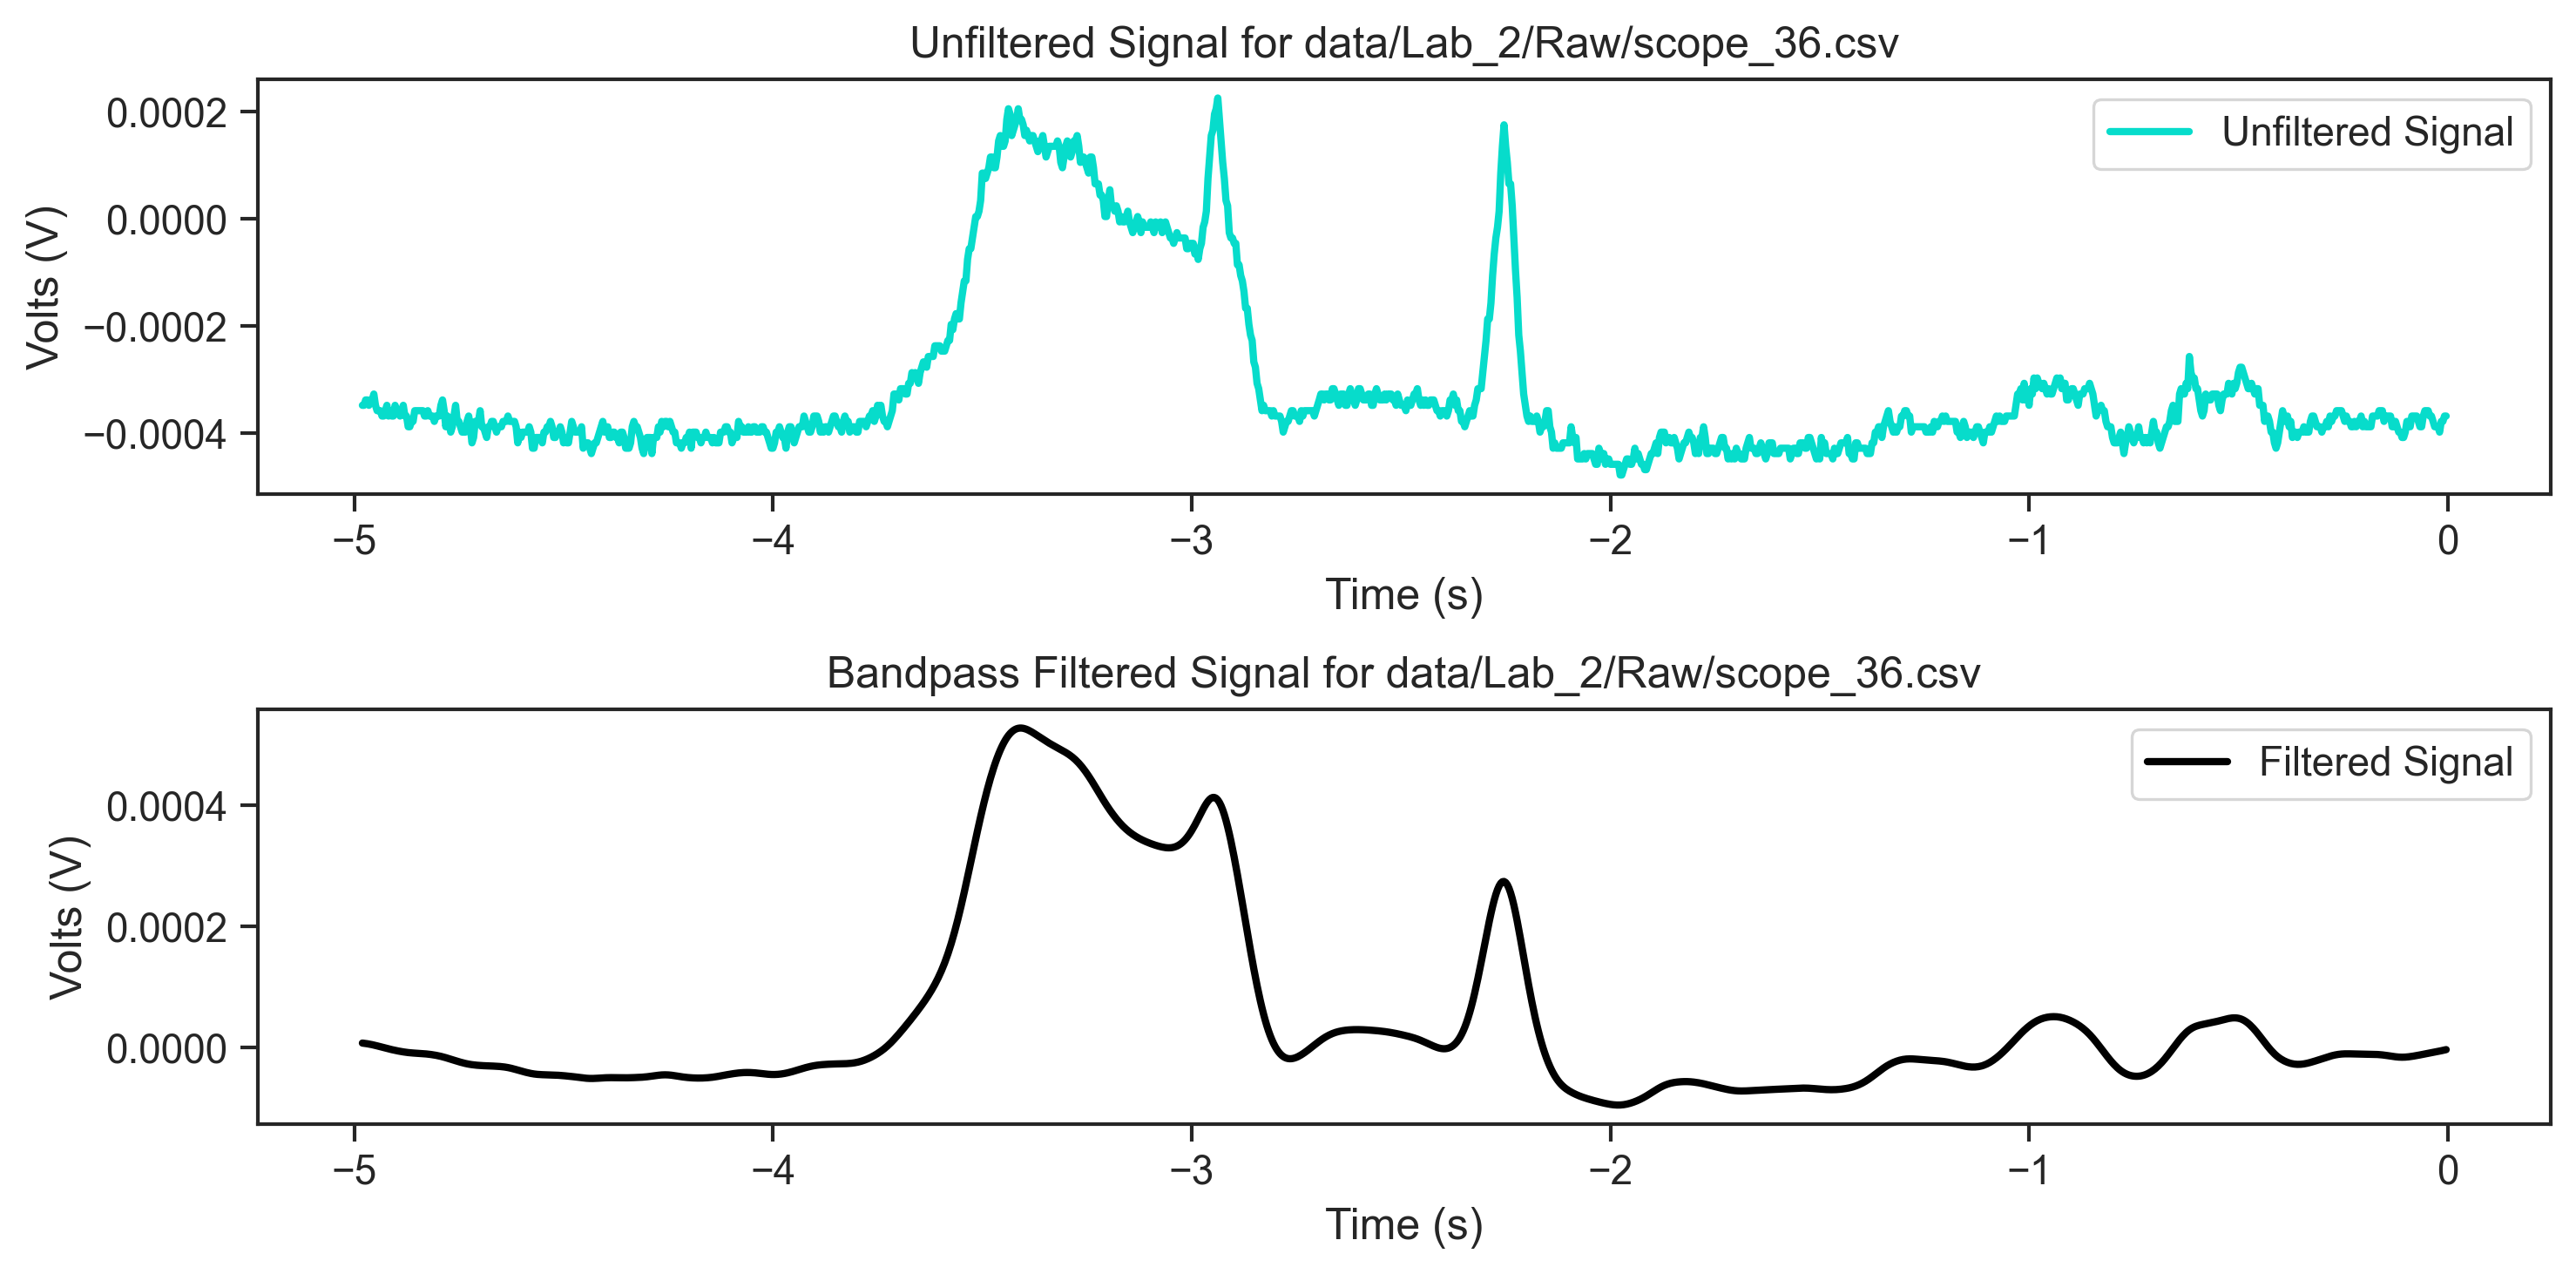 Unfiltered Signal for data/Lab_2/Raw/scope_36.csv
Unfiltered Signal
Volts (V)
0.0002
0.0000
−0.0002
−0.0004
−5
−4
−3
−2
−1
0
Time (s)
Bandpass Filtered Signal for data/Lab_2/Raw/scope_36.csv
Filtered Signal
Volts (V)
0.0004
0.0002
0.0000
−5
−4
−3
−2
−1
0
Time (s)